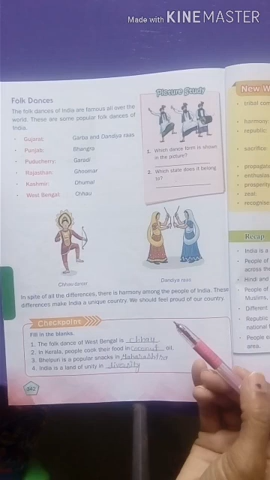 Made with KINEMASTER
Folk Dances
The folk dances of India are famous all over the
world. These are some popular folk dances of
India.
Gujarat: Garba and Dandiya raas
Punjab: Bhangra
Puducherry: Garadi
Rajasthan: Ghoomar
Kashmir: Dhumal
West Bengal: Chhau
Picture Study
1. Which dance form is shown
in the picture?
2. Which state does it belong
to?
Chhau dance
Dandiya raas
In spite of all the differences, there is harmony among the people of India. These
differences make India a unique country. We should feel proud of our country.
Checkpoint
Fill in the blanks.
1. The folk dance of West Bengal is chhau
2. In Kerala, people cook their food in coconut oil.
3. Bhelpuri is a popular snacks in Maharashtra
4. India is a land of unity in diversity
New W
tribal com
harmony
republic
sacrifice
enthusias
prosperity
recognise
Recap
India is a
People of
across the
Hindi and
People of
Muslims,
Different
Republic
national f
People s
area.